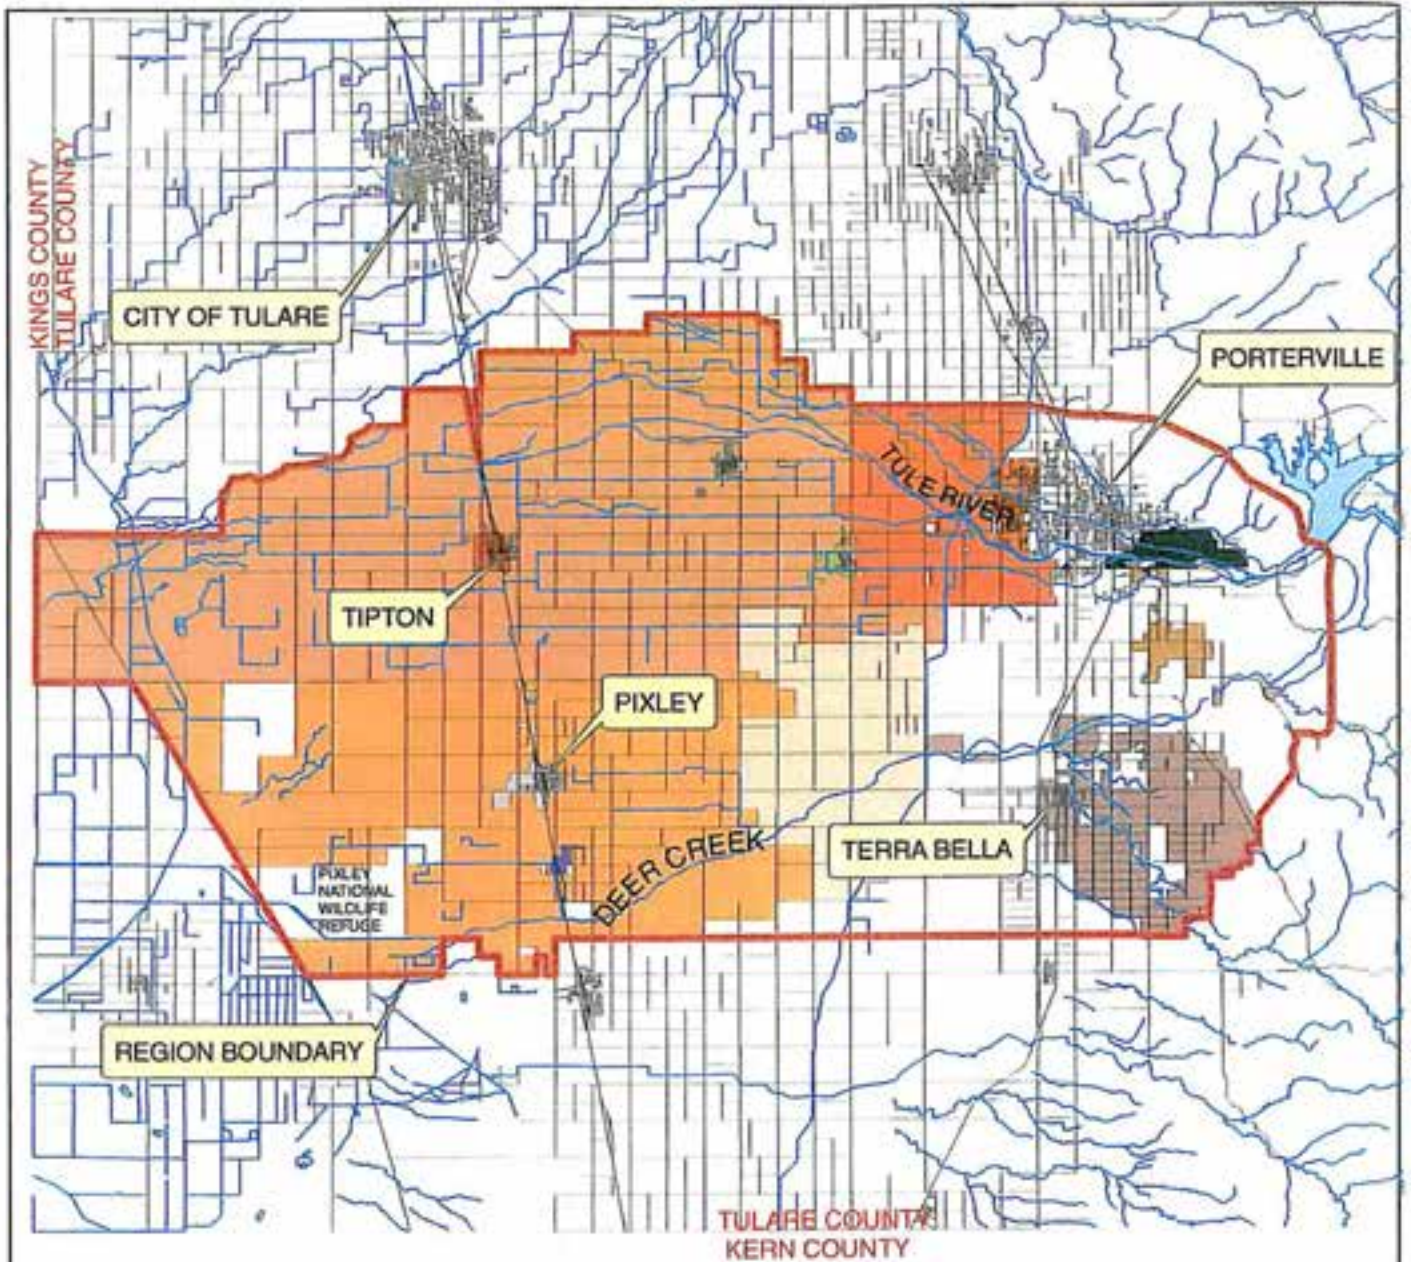 KINGS COUNTY
TULARE COUNTY
CITY OF TULARE
PORTERVILLE
TULE RIVER
TIPTON
PIXLEY
DEER CREEK
TERRA BELLA
PIXLEY
NATIONAL
WILDLIFE
REFUGE
REGION BOUNDARY
TULARE COUNTY
KERN COUNTY